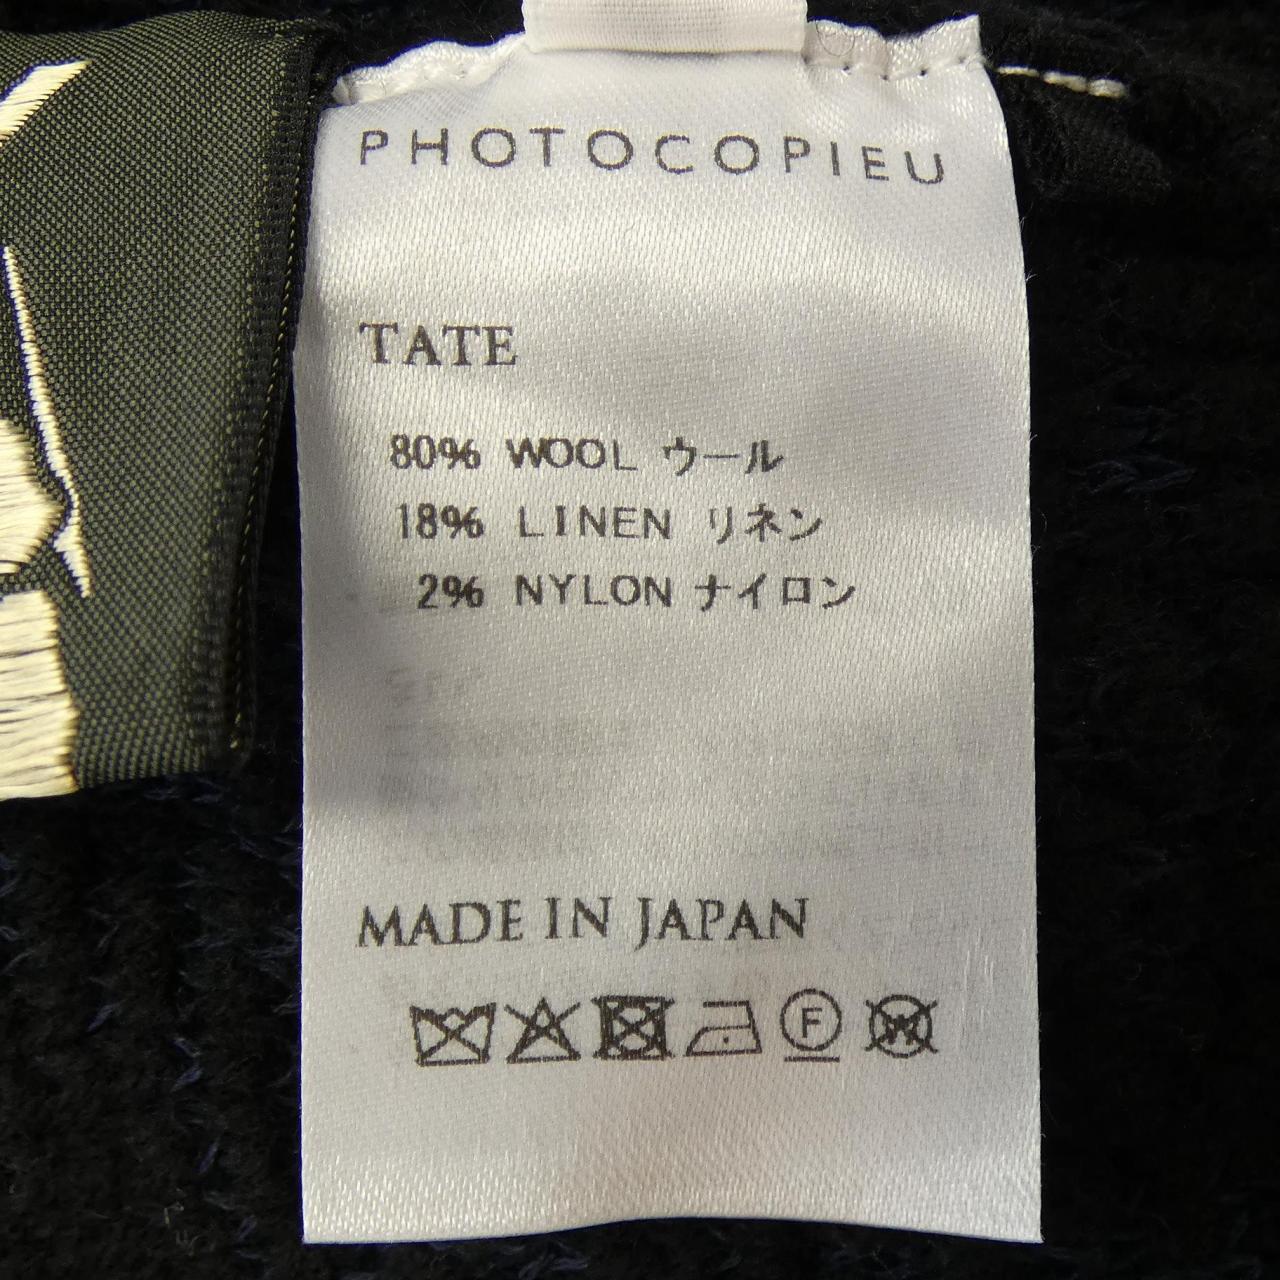 PHOTOCOPIEU
TATE
80% WOOL ウール
18% LINEN リネン
2% NYLON ナイロン
MADE IN JAPAN
F
W